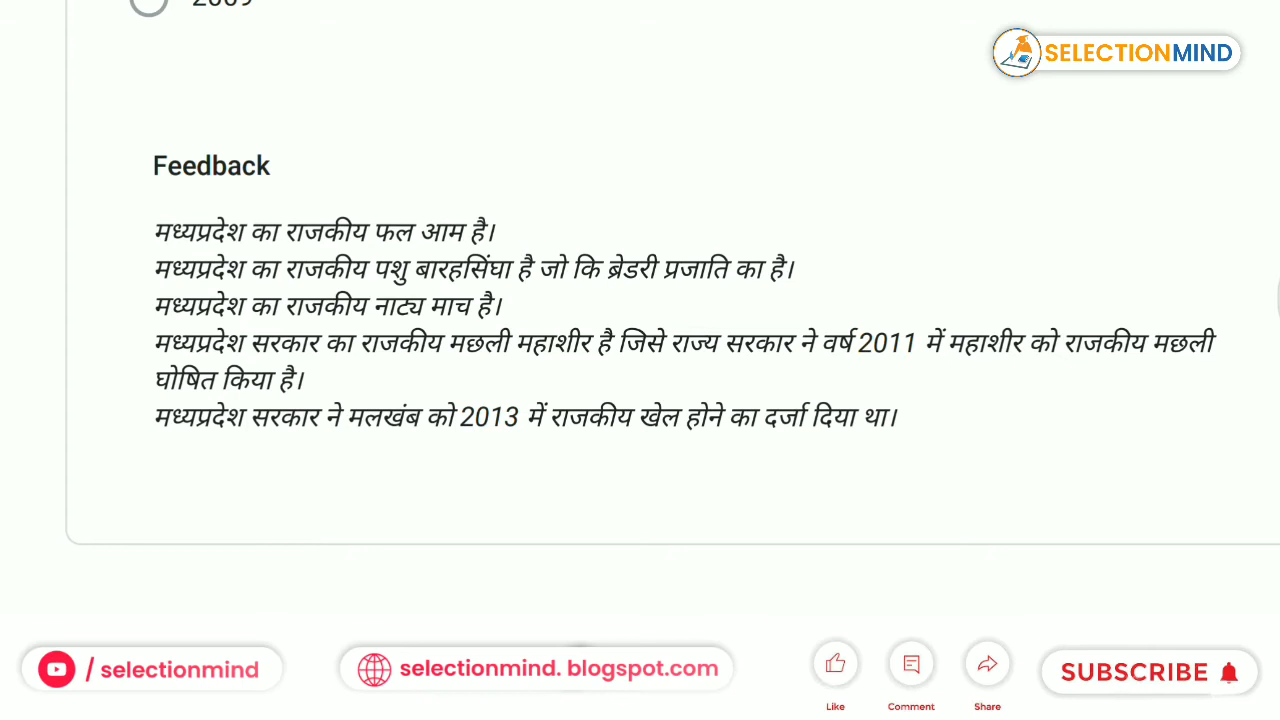 SELECTIONMIND
Feedback
मध्यप्रदेश का राजकीय फल आम है।
मध्यप्रदेश का राजकीय पशु बारहसिंघा है जो कि ब्रेडरी प्रजाति का है।
मध्यप्रदेश का राजकीय नाट्य माच है।
मध्यप्रदेश सरकार का राजकीय मछली महाशीर है जिसे राज्य सरकार ने वर्ष 2011 में महाशीर को राजकीय मछली
घोषित किया है।
मध्यप्रदेश सरकार ने मलखंब को 2013 में राजकीय खेल होने का दर्जा दिया था।
/ selectionmind
selectionmind. blogspot.com
Like
Comment
Share
SUBSCRIBE